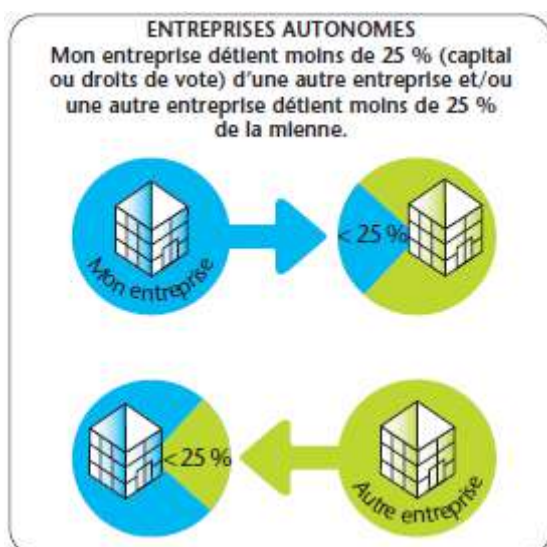 ENTREPRISES AUTONOMES
Mon entreprise détient moins de 25 % (capital
ou droits de vote) d’une autre entreprise et/ou
une autre entreprise détient moins de 25 %
de la mienne.
Mon entreprise
< 25 %
< 25 %
Autre entreprise